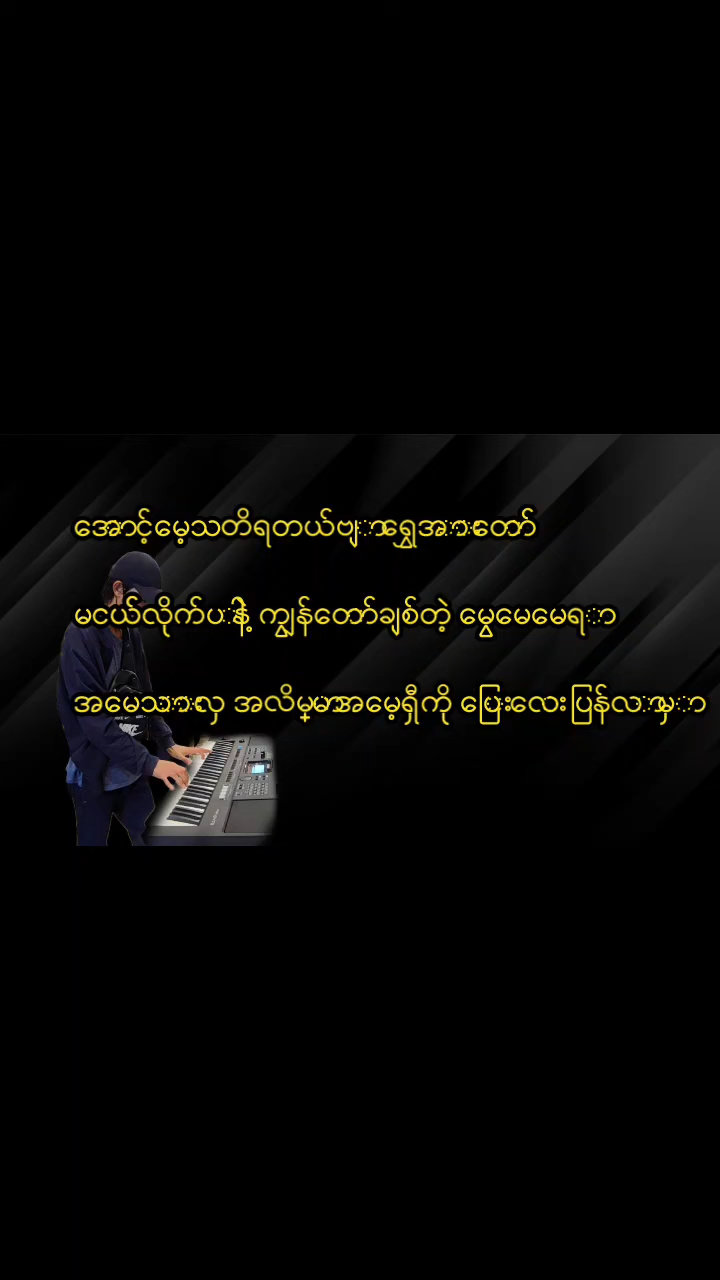 အောင့်မေ့သတိရတယ်ဗျာရွှေအားတော်
မငယ်လိုက်ပါနဲ့ ကျွန်တော်ချစ်တဲ့ မွေမေမေရာ
အမေသားလှ အလိမ္မာအမေ့ရှီကို ပြေးလေးပြန်လာမှာ
NIKE